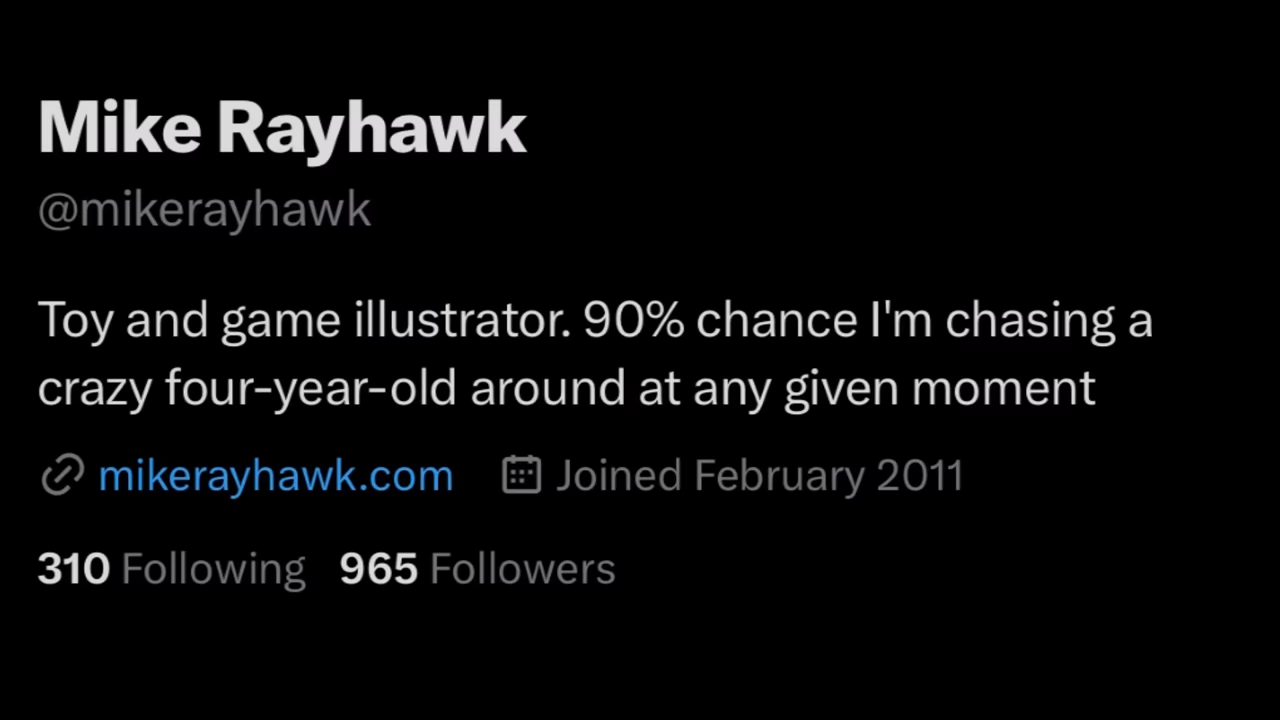 Mike Rayhawk
@mikerayhawk
Toy and game illustrator. 90% chance I'm chasing a
crazy four-year-old around at any given moment
mikerayhawk.com Joined February 2011
310 Following 965 Followers